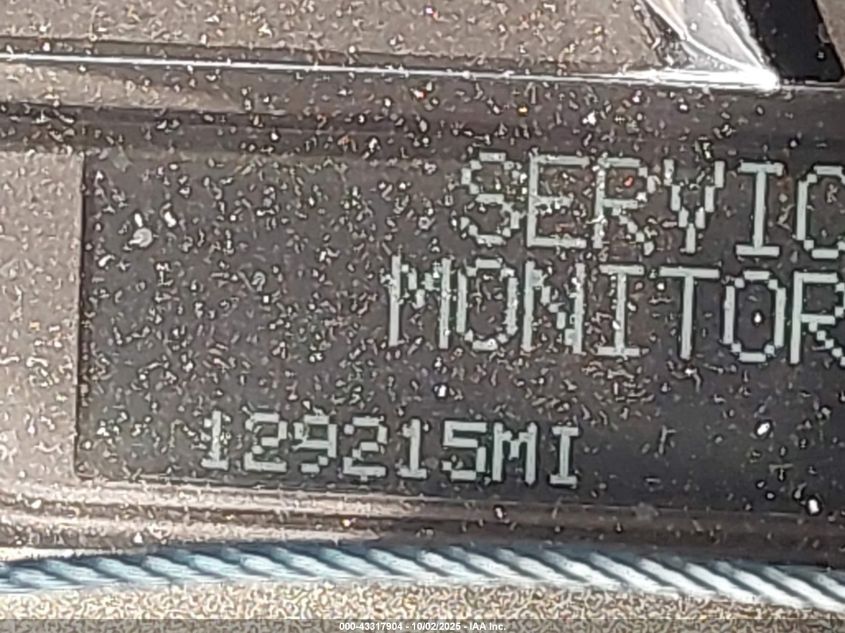 SERVIC
MONITOR
129215MI
000-43317904 - 10/02/2025 - IAA Inc.